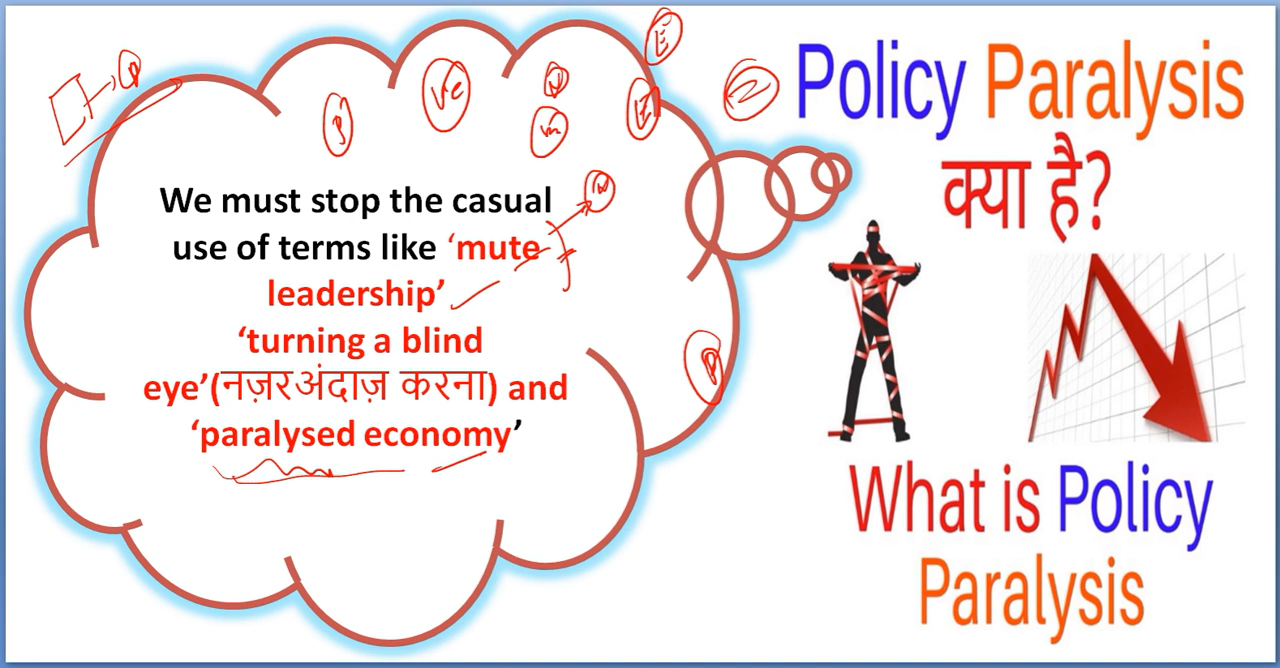 We must stop the casual
use of terms like ‘mute
leadership’
‘turning a blind
eye’(नज़रअंदाज़ करना) and
‘paralysed economy’
Policy Paralysis
क्या है?
What is Policy
Paralysis